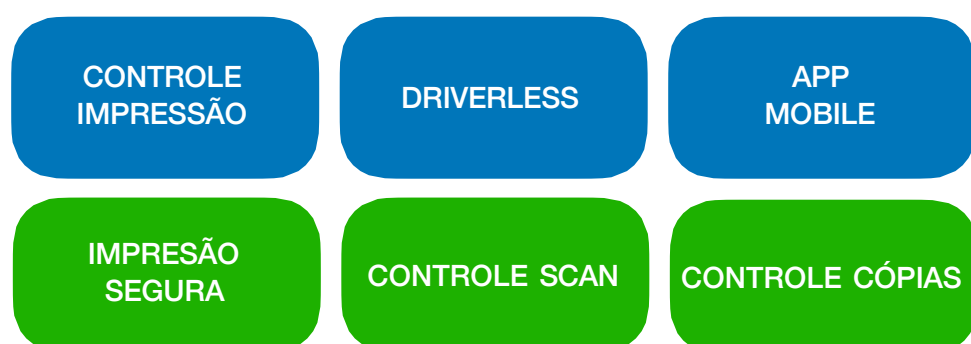 CONTROLE
IMPRESSÃO
DRIVERLESS
APP
MOBILE
IMPRESÃO
SEGURA
CONTROLE SCAN
CONTROLE CÓPIAS